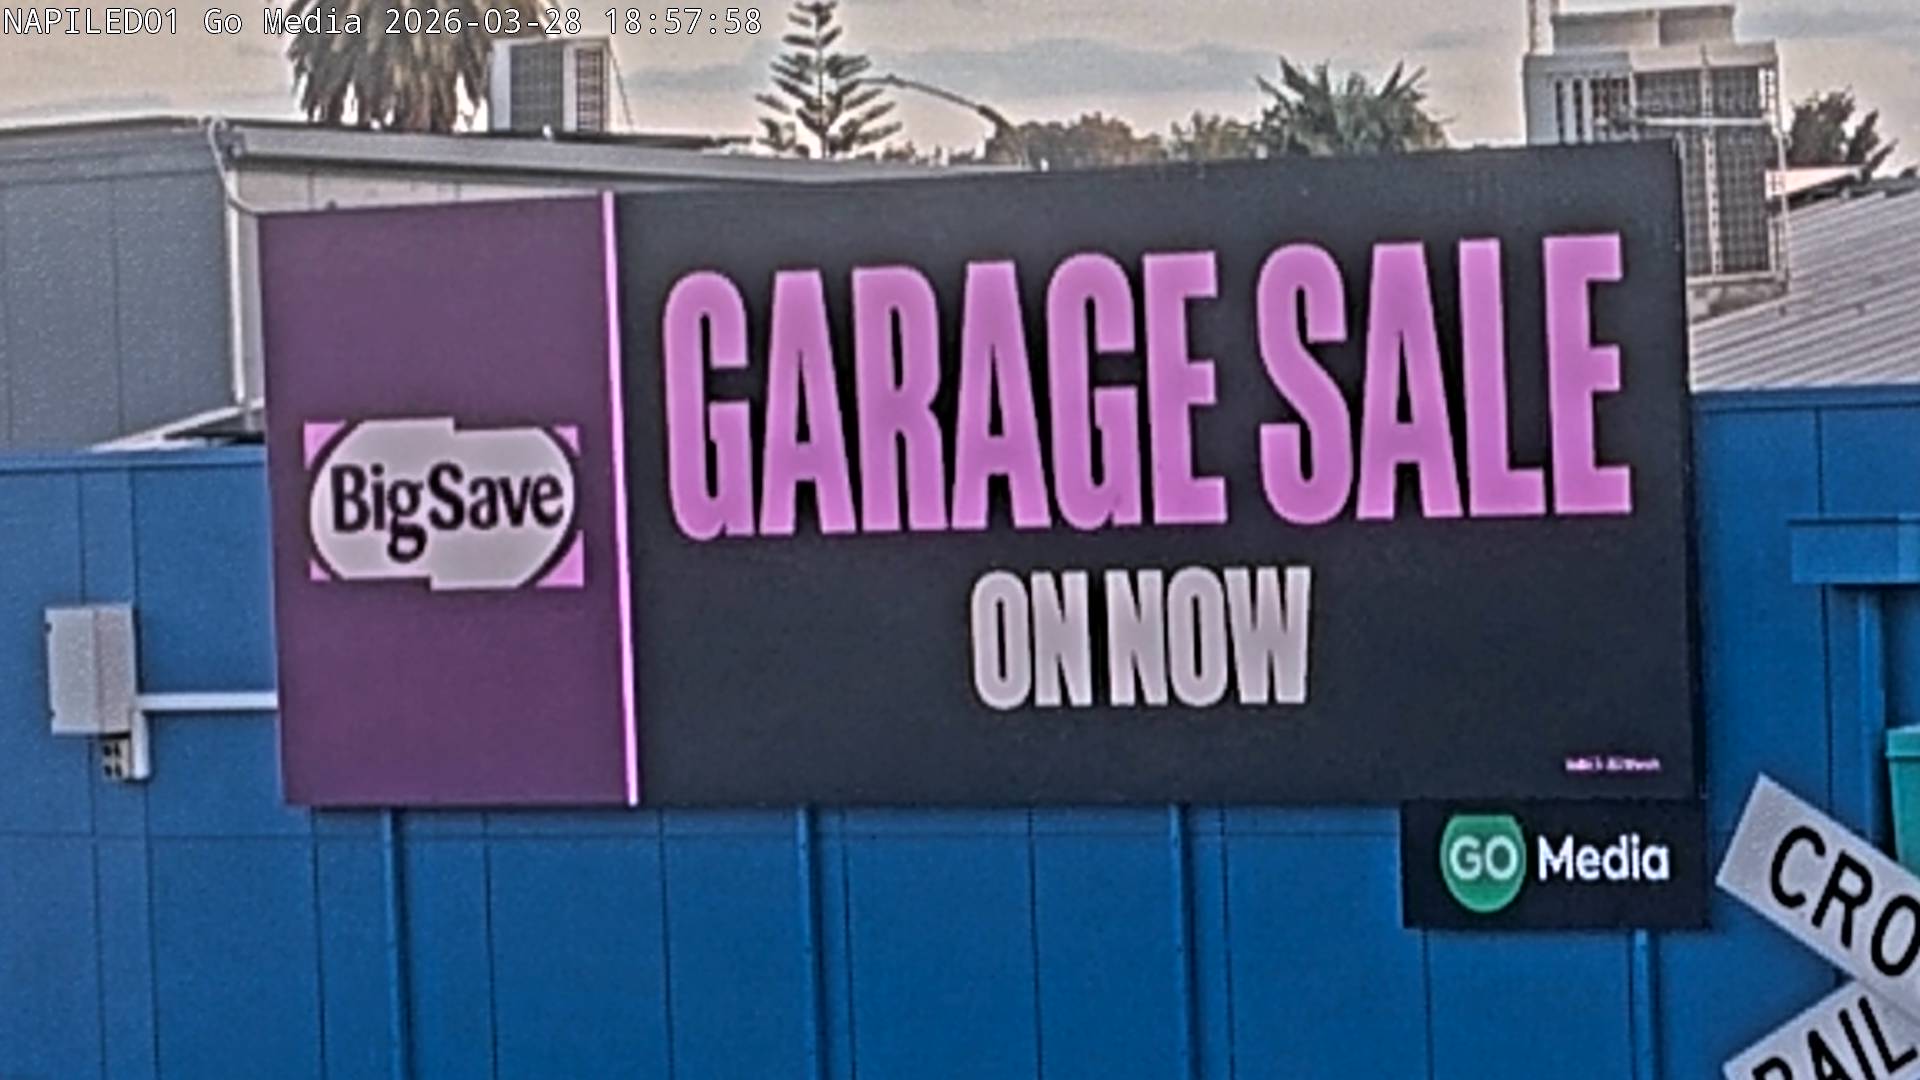 NAPILED01 Go Media 2026-03-28 18:57:58
GARAGE SALE
BigSave
ON NOW
GO Media
CRO
RAIL